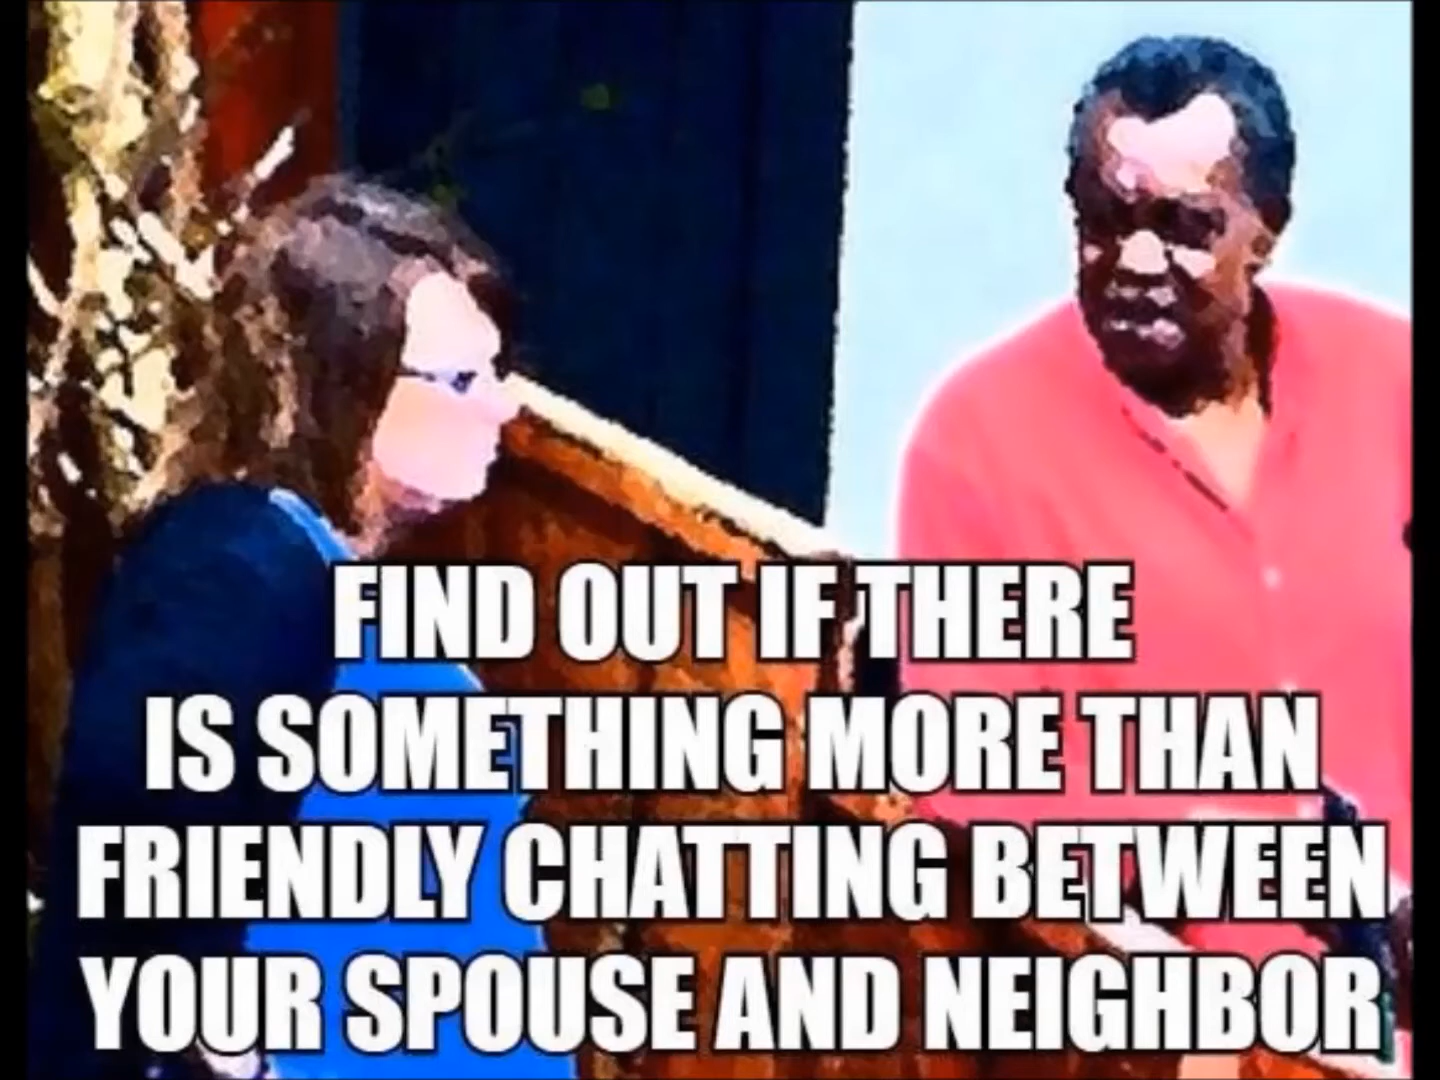 FIND OUT IF THERE
IS SOMETHING MORE THAN
FRIENDLY CHATTING BETWEEN
YOUR SPOUSE AND NEIGHBOR